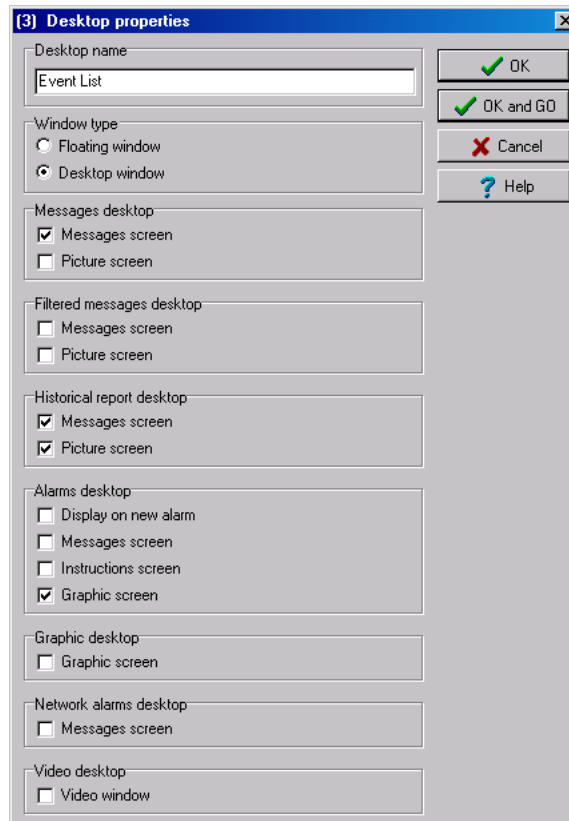 (3) Desktop properties
Desktop name
Event List
OK
OK and GO
Cancel
Help
Window type
Floating window
Desktop window
Messages desktop
Messages screen
Picture screen
Filtered messages desktop
Messages screen
Picture screen
Historical report desktop
Messages screen
Picture screen
Alarms desktop
Display on new alarm
Messages screen
Instructions screen
Graphic screen
Graphic desktop
Graphic screen
Network alarms desktop
Messages screen
Video desktop
Video window